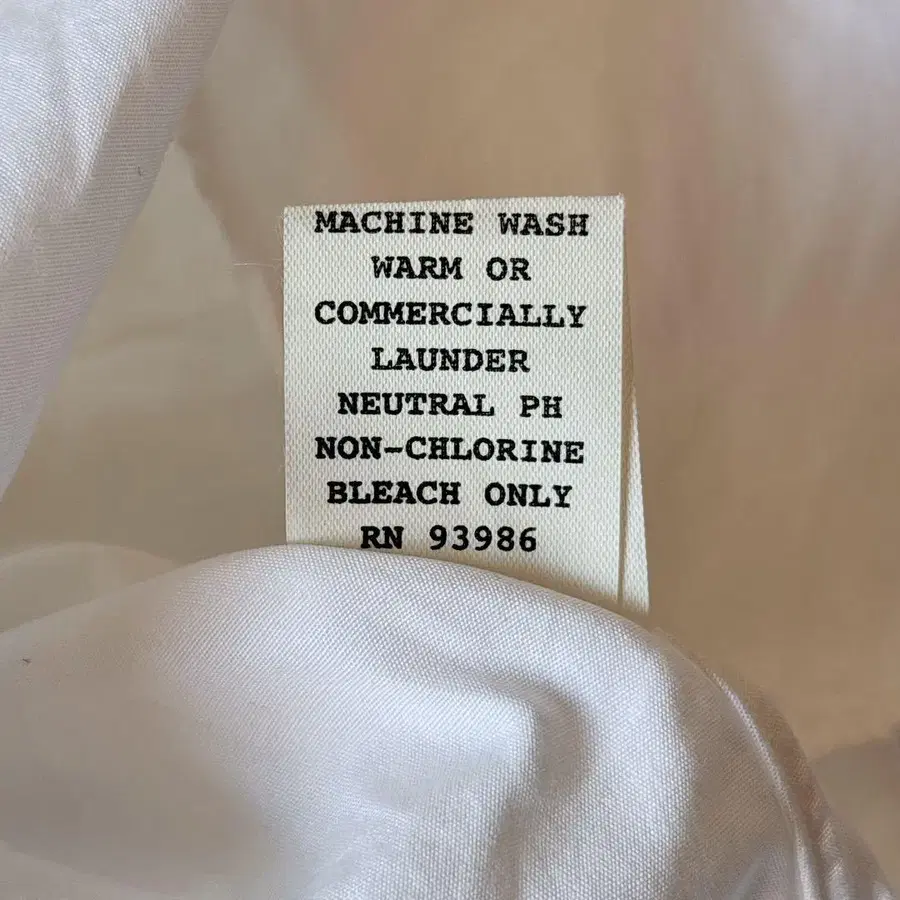 MACHINE WASH
WARM OR
COMMERCIALLY
LAUNDER
NEUTRAL PH
NON-CHLORINE
BLEACH ONLY
RN 93986